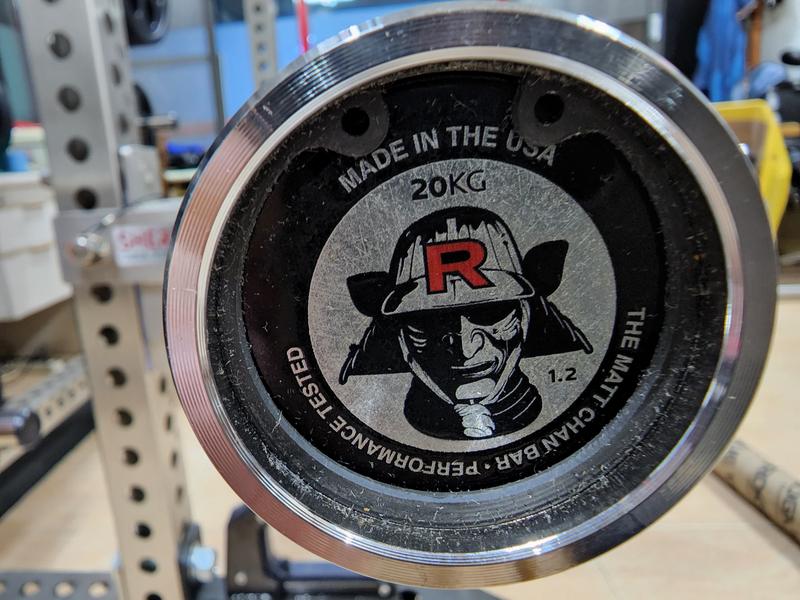 MADE IN THE USA
20KG
R
1.2
THE MATT CHAN BAR • PERFORMANCE TESTED